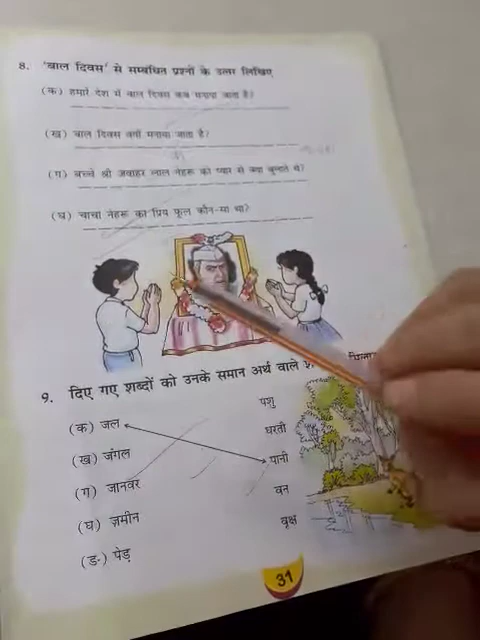 8. 'बाल दिवस' से सम्बंधित प्रश्नों के उत्तर लिखिए
(क) हमारे देश में बाल दिवस कब मनाया जाता है?
(ख) बाल दिवस क्यों मनाया जाता है?
(ग) बच्चे श्री जवाहर लाल नेहरू को प्यार से क्या बुलाते थे?
(घ) चाचा नेहरू का प्रिय फूल कौन-सा था?
9. दिए गए शब्दों को उनके समान अर्थ वाले
(क) जल पशु
(ख) जंगल धरती
(ग) जानवर पानी
(घ) ज़मीन वन
(ङ) पेड़ वृक्ष
31